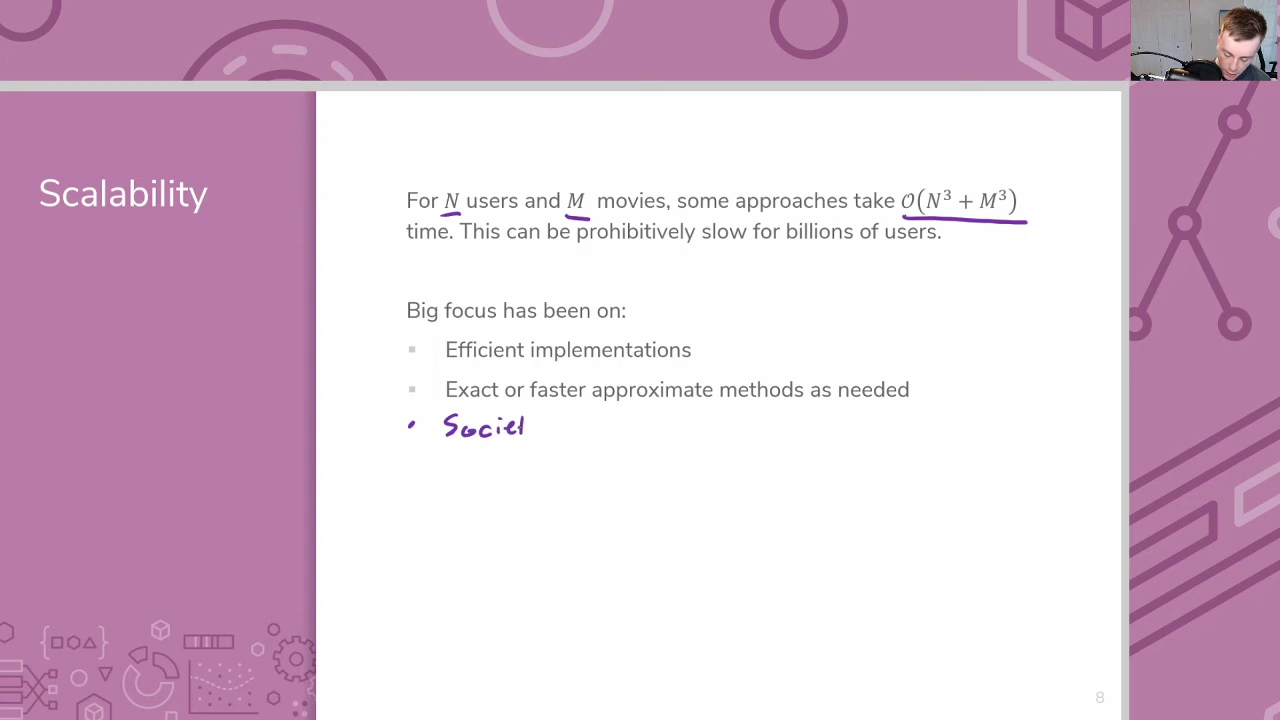 Scalability
For N users and M movies, some approaches take O(N³ + M³)
time. This can be prohibitively slow for billions of users.
Big focus has been on:
▪ Efficient implementations
▪ Exact or faster approximate methods as needed
• Societ
8